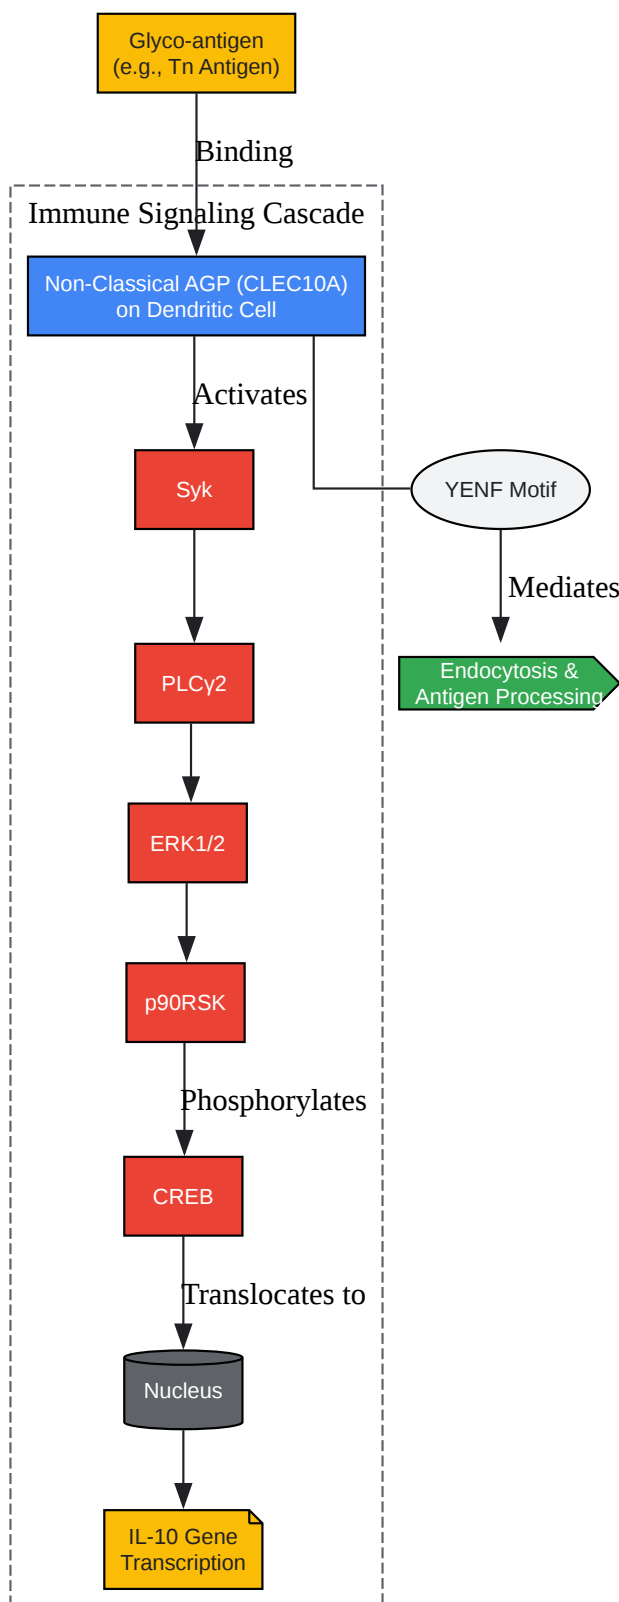 Glyco-antigen
(e.g., Tn Antigen)
Binding
Immune Signaling Cascade
Non-Classical AGP (CLEC10A)
on Dendritic Cell
Activates
Syk
YENF Motif
Mediates
PLCγ2
Endocytosis &
Antigen Processing
ERK1/2
p90RSK
Phosphorylates
CREB
Translocates to
Nucleus
IL-10 Gene
Transcription